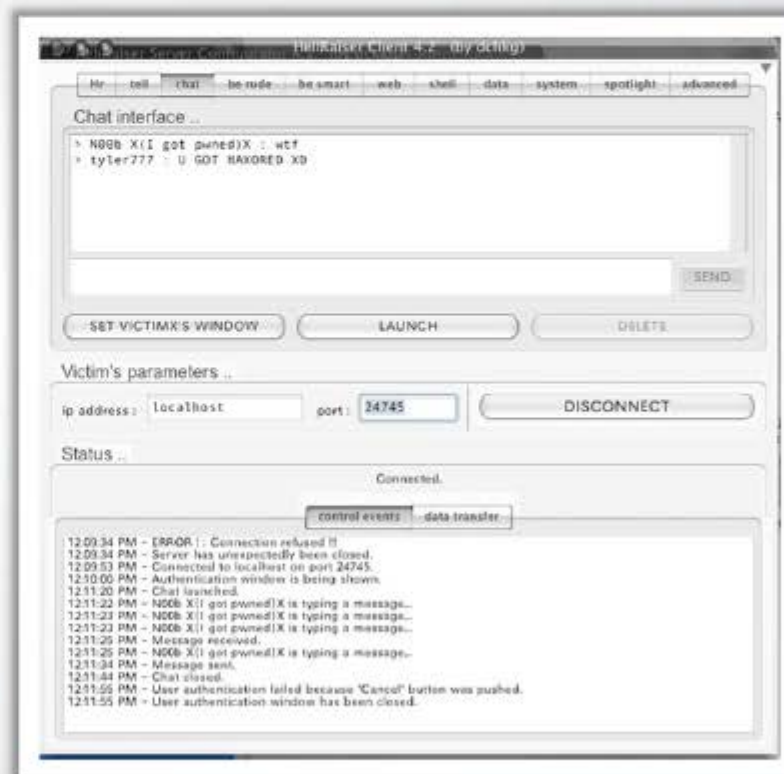 HellRaiser Client 4.2 (by dchkg)
Hr tell chat be rude be smart web shell data system spotlight advanced
Chat interface ..
> N00b X(I got pwned)X : wtf
> tyler777 : U GOT HAXORED XD
SEND
SET VICTIMX'S WINDOW LAUNCH DELETE
Victim's parameters ..
ip address : localhost port : 24745 DISCONNECT
Status ..
Connected.
control events data transfer
12:09:34 PM - ERROR ! : Connection refused !!
12:09:34 PM - Server has unexpectedly been closed.
12:09:53 PM - Connected to localhost on port 24745.
12:10:00 PM - Authentication window is being shown.
12:11:20 PM - Chat launched.
12:11:22 PM - N00b X(I got pwned)X is typing a message...
12:11:23 PM - N00b X(I got pwned)X is typing a message...
12:11:23 PM - N00b X(I got pwned)X is typing a message...
12:11:25 PM - Message received.
12:11:25 PM - N00b X(I got pwned)X is typing a message...
12:11:34 PM - Message sent.
12:11:44 PM - Chat closed.
12:11:55 PM - User authentication failed because 'Cancel' button was pushed.
12:11:55 PM - User authentication window has been closed.